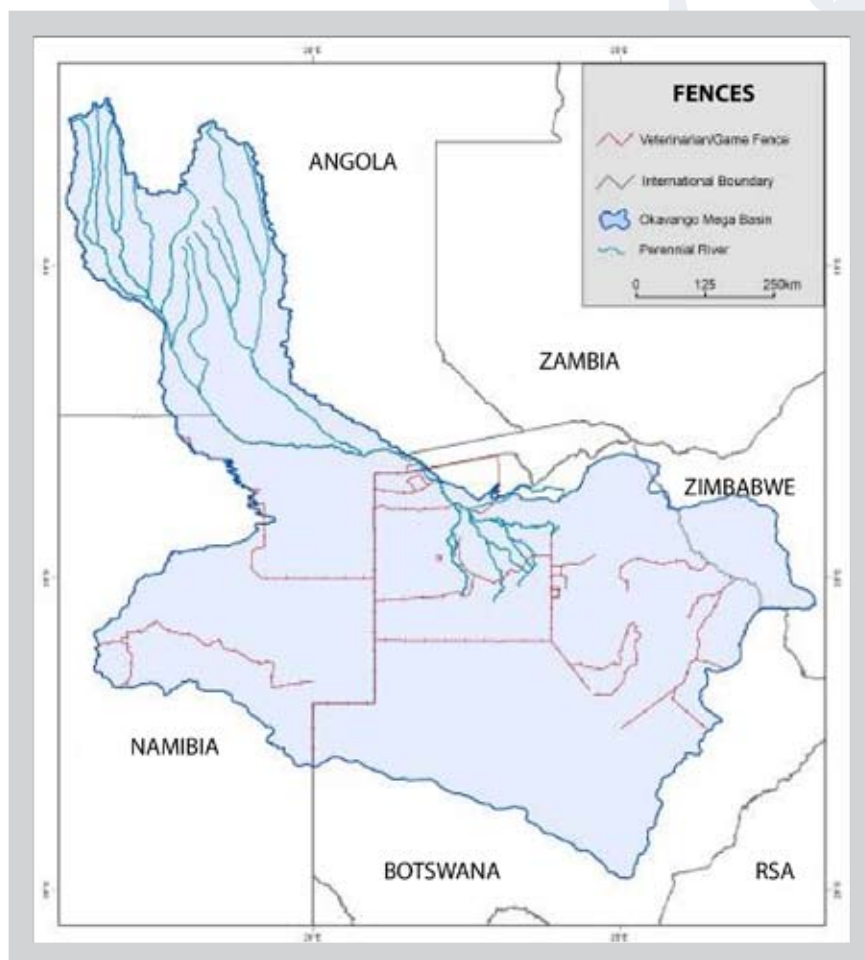 FENCES
Veterinarian/Game Fence
International Boundary
Okavango Mega Basin
Perennial River
0 125 250km
ANGOLA
ZAMBIA
ZIMBABWE
NAMIBIA
BOTSWANA
RSA